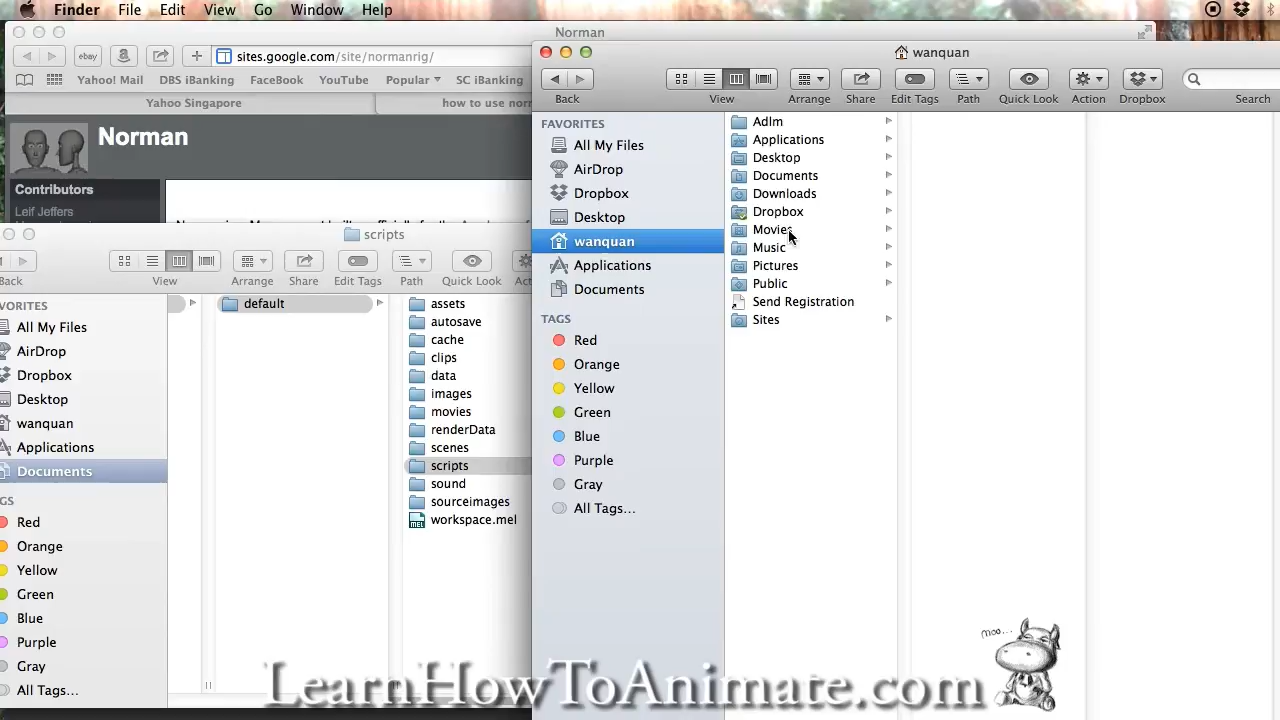 Finder File Edit View Go Window Help
Norman
sites.google.com/site/normanrig/
ebay
Yahoo! Mail DBS iBanking FaceBook YouTube Popular SC iBanking
Yahoo Singapore
how to use nor
Norman
Contributors
Leif Jeffers
scripts
Back
View Arrange Share Edit Tags Path Quick Look
FAVORITES
All My Files
AirDrop
Dropbox
Desktop
wanquan
Applications
Documents
TAGS
Red
Orange
Yellow
Green
Blue
Purple
Gray
All Tags...
default
assets
autosave
cache
clips
data
images
movies
renderData
scenes
scripts
sound
sourceimages
workspace.mel
wanquan
Back View Arrange Share Edit Tags Path Quick Look Action Dropbox Search
FAVORITES
All My Files
AirDrop
Dropbox
Desktop
wanquan
Applications
Documents
TAGS
Red
Orange
Yellow
Green
Blue
Purple
Gray
All Tags...
Adlm
Applications
Desktop
Documents
Downloads
Dropbox
Movies
Music
Pictures
Public
Send Registration
Sites
moo...
LearnHowToAnimate.com